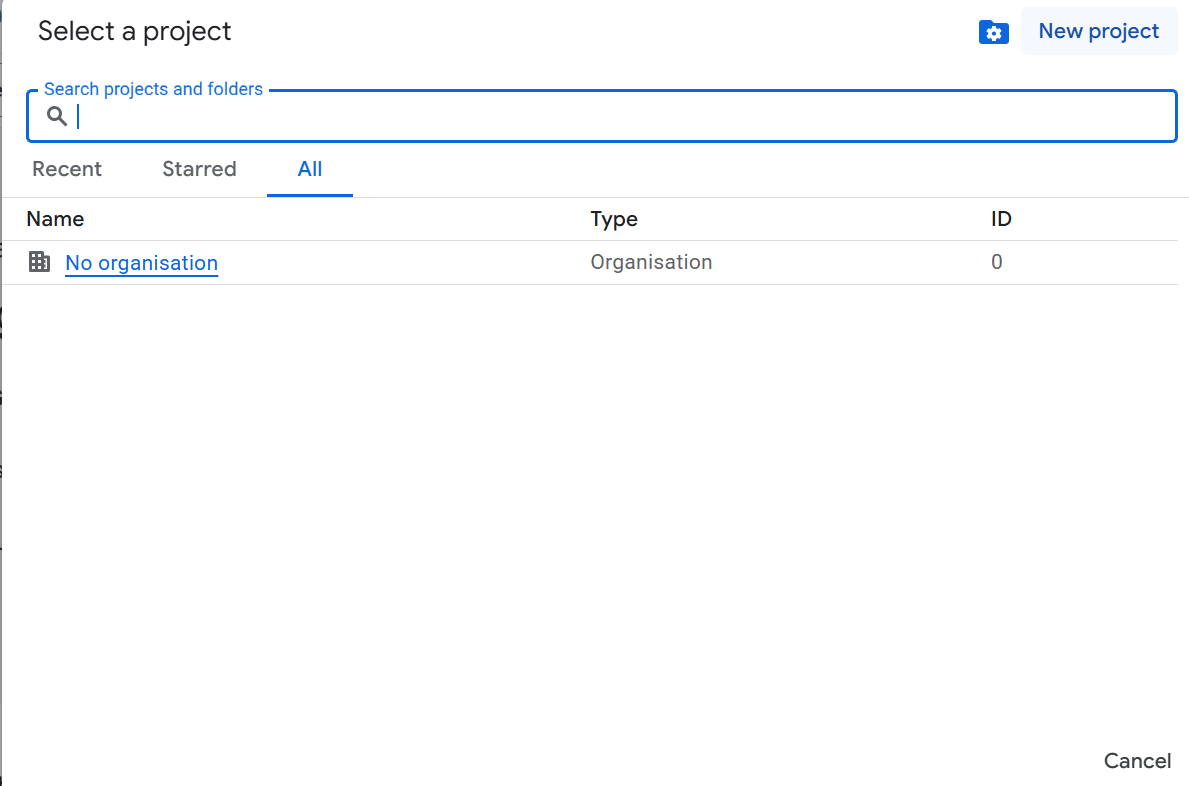 Select a project
New project
Search projects and folders
Recent Starred All
Name Type ID
No organisation Organisation 0
Cancel